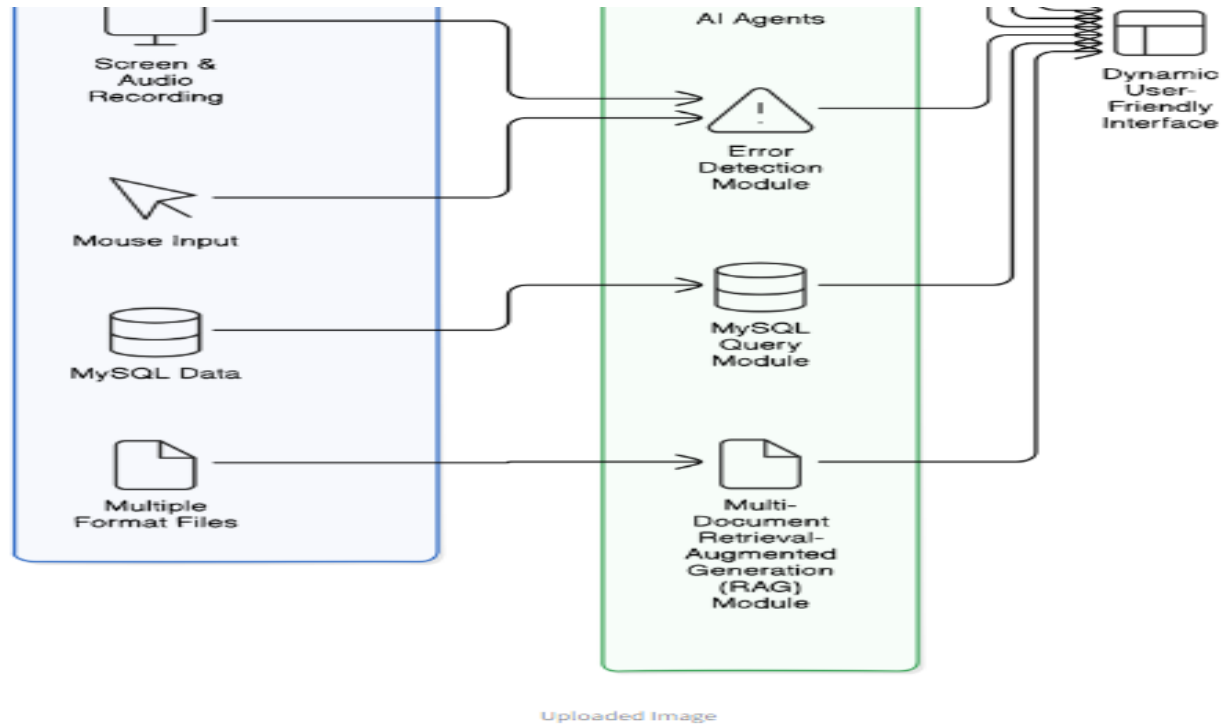 AI Agents
Screen &
Audio
Recording
Dynamic
User-
Friendly
Interface
Error
Detection
Module
Mouse Input
MySQL
Query
Module
MySQL Data
Multiple
Format Files
Multi-
Document
Retrieval-
Augmented
Generation
(RAG)
Module
Uploaded Image